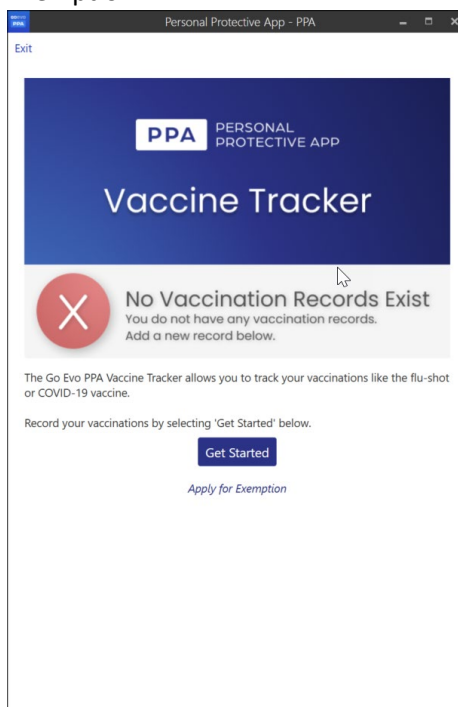 Personal Protective App - PPA
PPA
Exit
PPA PERSONAL
PROTECTIVE APP
Vaccine Tracker
No Vaccination Records Exist
You do not have any vaccination records.
Add a new record below.
The Go Evo PPA Vaccine Tracker allows you to track your vaccinations like the flu-shot
or COVID-19 vaccine.
Record your vaccinations by selecting 'Get Started' below.
Get Started
Apply for Exemption